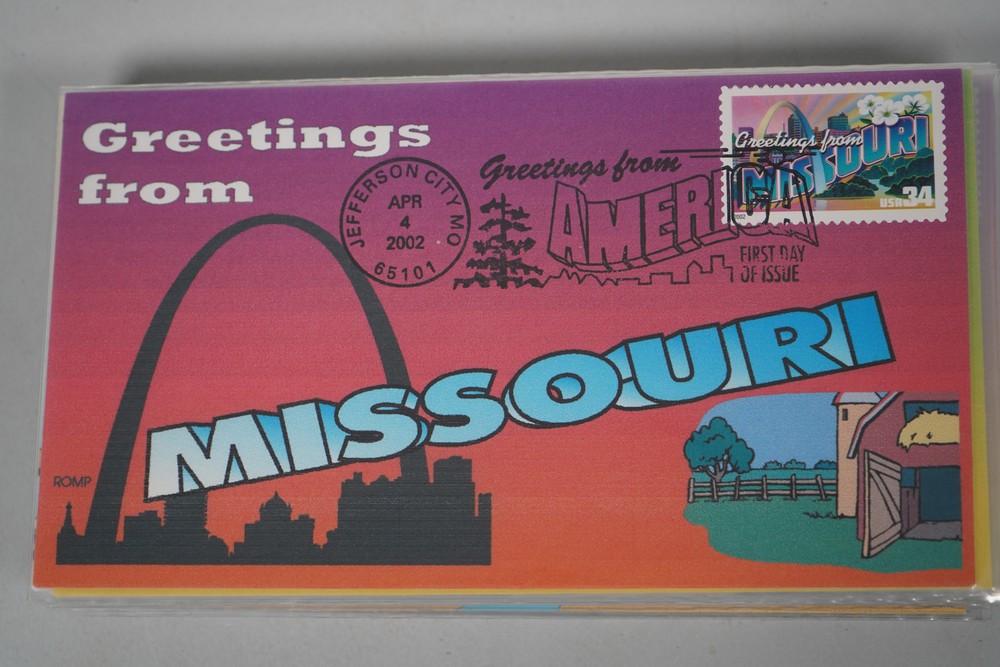 Greetings
from
JEFFERSON CITY MO
APR
4
2002
65101
Greetings from
AMERICA
FIRST DAY
OF ISSUE
Greetings from
MISSOURI
USA 34
2002
MISSOURI
ROMP